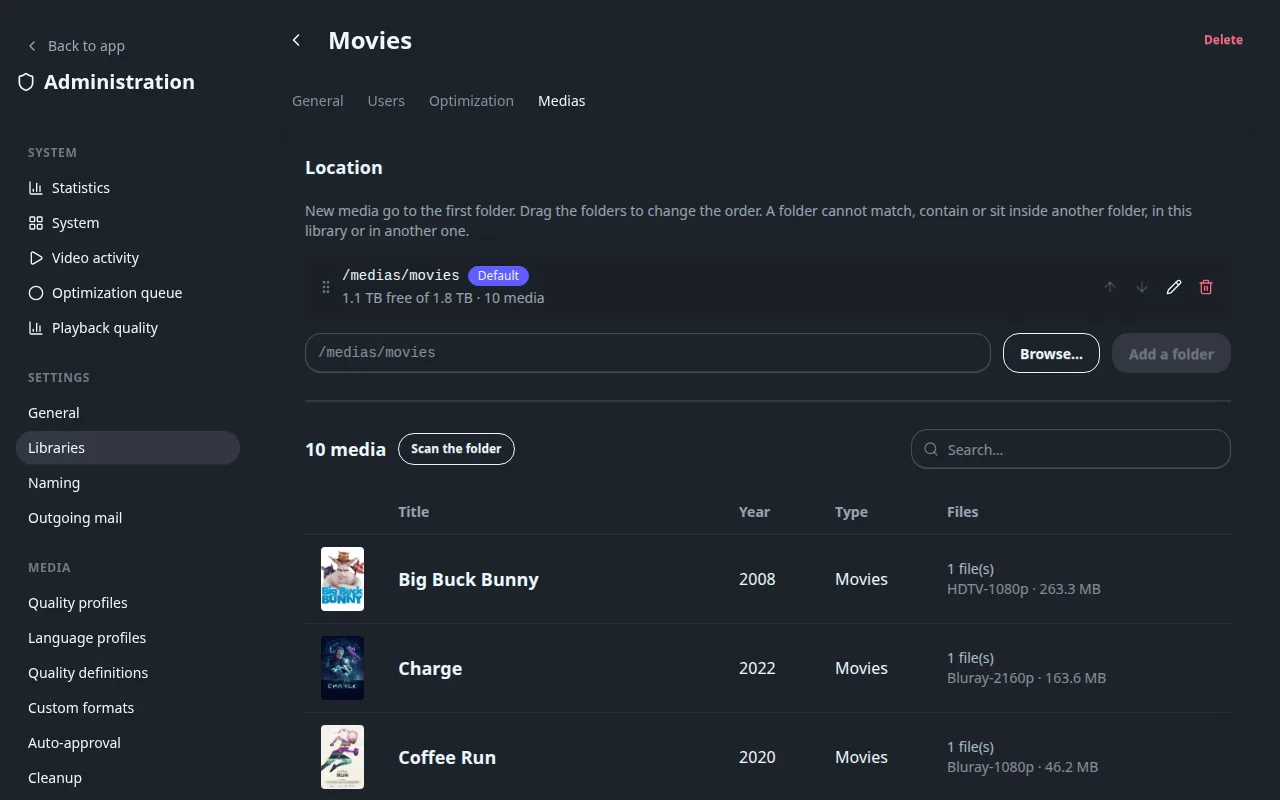 Back to app
Administration
SYSTEM
Statistics
System
Video activity
Optimization queue
Playback quality
SETTINGS
General
Libraries
Naming
Outgoing mail
MEDIA
Quality profiles
Language profiles
Quality definitions
Custom formats
Auto-approval
Cleanup
Movies
Delete
General Users Optimization Medias
Location
New media go to the first folder. Drag the folders to change the order. A folder cannot match, contain or sit inside another folder, in this
library or in another one.
/medias/movies Default
1.1 TB free of 1.8 TB · 10 media
/medias/movies Browse... Add a folder
10 media Scan the folder Search...
Title Year Type Files
Big Buck BUNNY
Big Buck Bunny 2008 Movies
1 file(s)
HDTV-1080p · 263.3 MB
CHARGE
Charge 2022 Movies
1 file(s)
Bluray-2160p · 163.6 MB
RUN
Coffee Run 2020 Movies
1 file(s)
Bluray-1080p · 46.2 MB